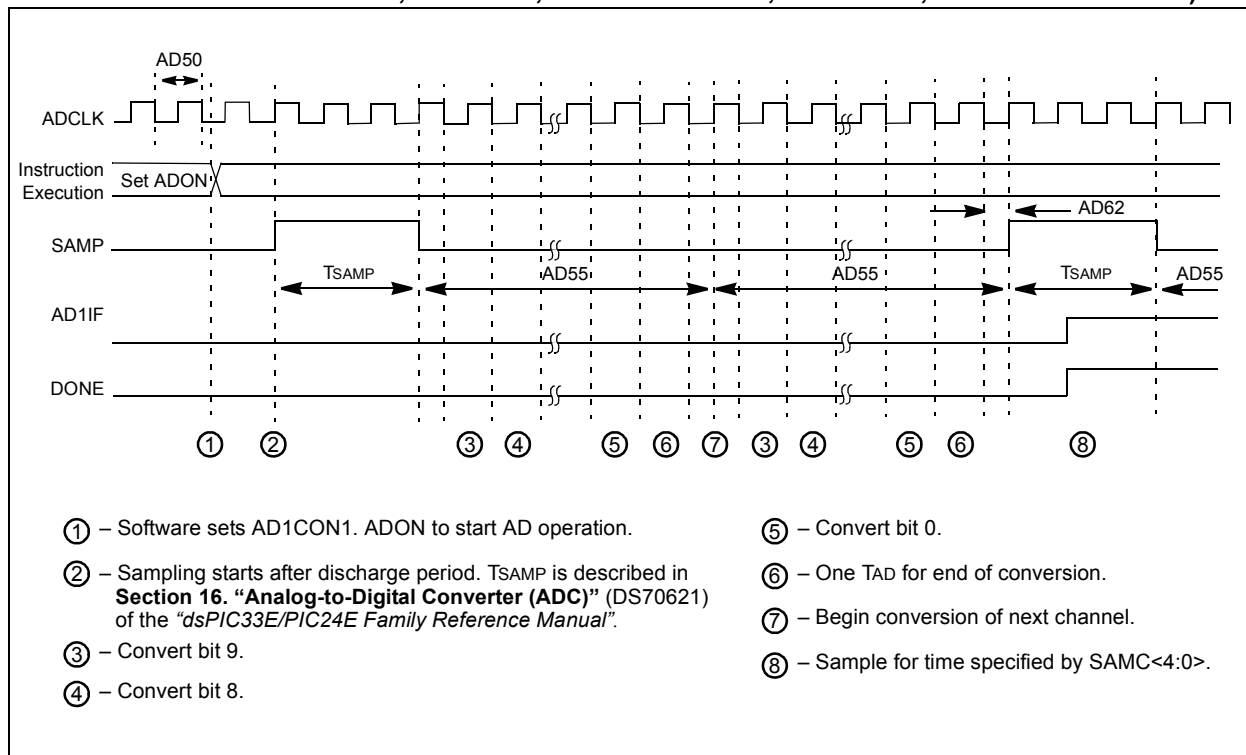 AD50
ADCLK
Instruction
Execution
Set ADON
SAMP
AD62
TSAMP
AD55
AD55
TSAMP
AD55
AD1IF
DONE
1 2 3 4 5 6 7 3 4 5 6 8
1 – Software sets AD1CON1. ADON to start AD operation.
2 – Sampling starts after discharge period. TSAMP is described in
Section 16. “Analog-to-Digital Converter (ADC)” (DS70621)
of the “dsPIC33E/PIC24E Family Reference Manual”.
3 – Convert bit 9.
4 – Convert bit 8.
5 – Convert bit 0.
6 – One TAD for end of conversion.
7 – Begin conversion of next channel.
8 – Sample for time specified by SAMC<4:0>.